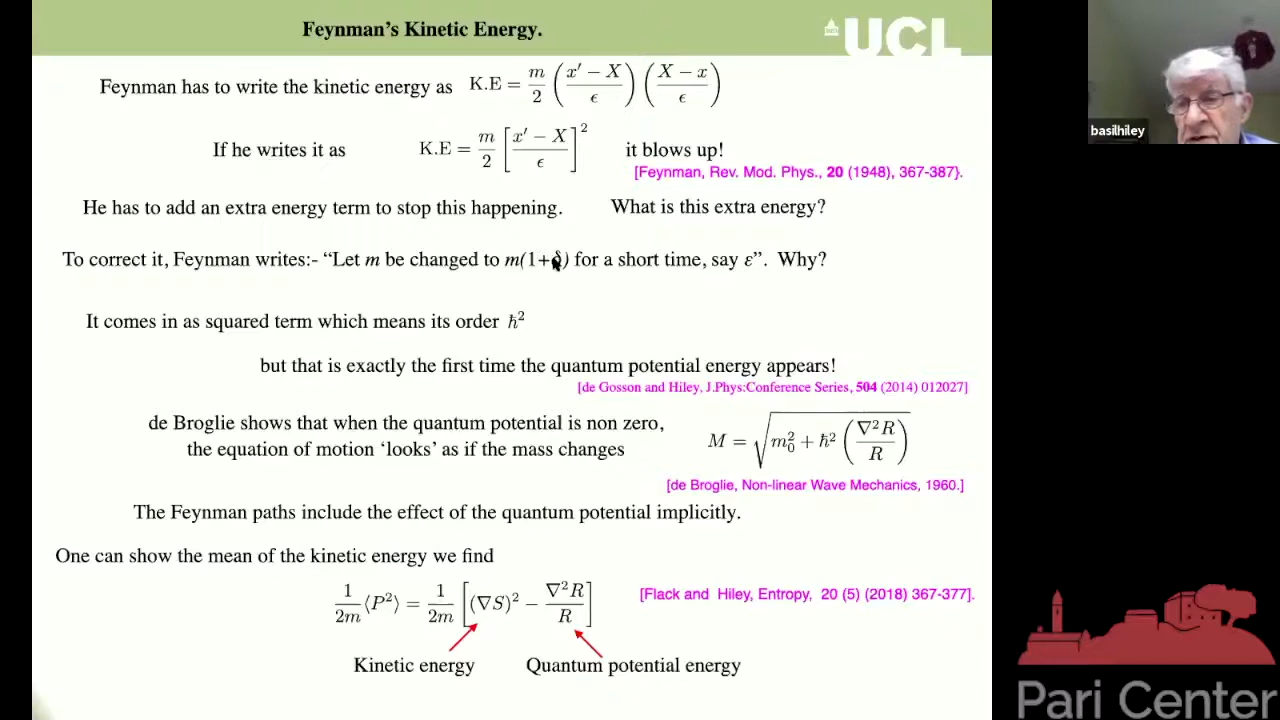 Feynman's Kinetic Energy.
UCL
Feynman has to write the kinetic energy as K.E = m/2 ((x′ − X)/ϵ) ((X − x)/ϵ)
If he writes it as K.E = m/2 [(x′ − X)/ϵ]² it blows up!
[Feynman, Rev. Mod. Phys., 20 (1948), 367-387}.
He has to add an extra energy term to stop this happening. What is this extra energy?
To correct it, Feynman writes:- “Let m be changed to m(1+δ) for a short time, say ε”. Why?
It comes in as squared term which means its order ℏ²
but that is exactly the first time the quantum potential energy appears!
[de Gosson and Hiley, J.Phys:Conference Series, 504 (2014) 012027]
de Broglie shows that when the quantum potential is non zero,
the equation of motion ‘looks’ as if the mass changes
M = √(m₀² + ℏ² (∇²R/R))
[de Broglie, Non-linear Wave Mechanics, 1960.]
The Feynman paths include the effect of the quantum potential implicitly.
One can show the mean of the kinetic energy we find
1/2m ⟨P²⟩ = 1/2m [(∇S)² − ∇²R/R]
[Flack and Hiley, Entropy, 20 (5) (2018) 367-377].
Kinetic energy Quantum potential energy
basilhiley
Pari Center